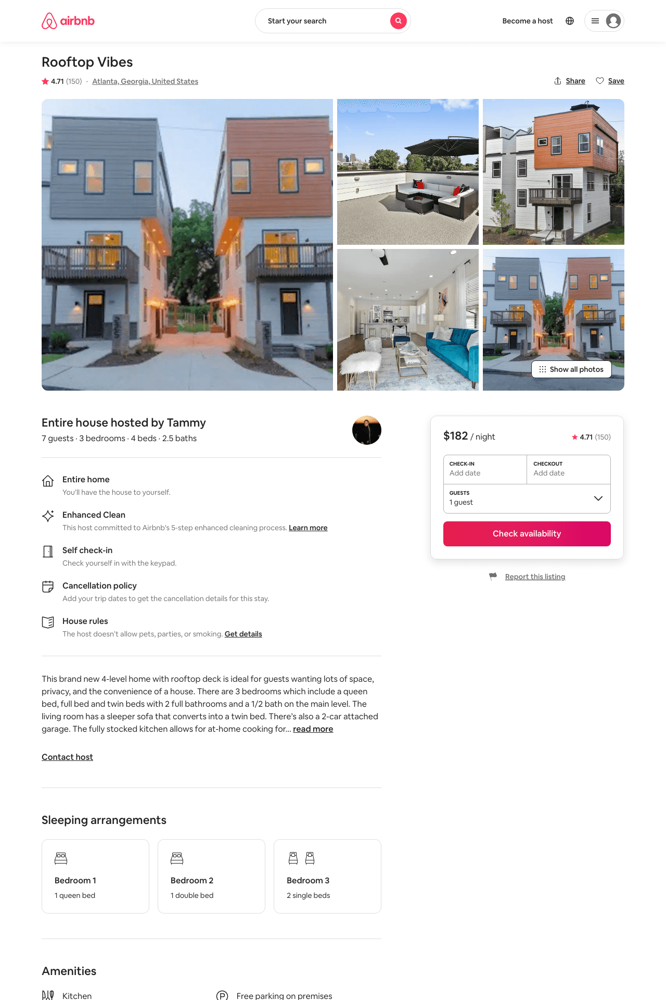 airbnb
Start your search
Become a host
Rooftop Vibes
4.71 (150) · Atlanta, Georgia, United States
Share
Save
Show all photos
Entire house hosted by Tammy
7 guests · 3 bedrooms · 4 beds · 2.5 baths
$182 / night
4.71 (150)
CHECK-IN
Add date
CHECKOUT
Add date
GUESTS
1 guest
Check availability
Report this listing
Entire home
You’ll have the house to yourself.
Enhanced Clean
This host committed to Airbnb's 5-step enhanced cleaning process. Learn more
Self check-in
Check yourself in with the keypad.
Cancellation policy
Add your trip dates to get the cancellation details for this stay.
House rules
The host doesn’t allow pets, parties, or smoking. Get details
This brand new 4-level home with rooftop deck is ideal for guests wanting lots of space,
privacy, and the convenience of a house. There are 3 bedrooms which include a queen
bed, full bed and twin beds with 2 full bathrooms and a 1/2 bath on the main level. The
living room has a sleeper sofa that converts into a twin bed. There’s also a 2-car attached
garage. The fully stocked kitchen allows for at-home cooking for... read more
Contact host
Sleeping arrangements
Bedroom 1
1 queen bed
Bedroom 2
1 double bed
Bedroom 3
2 single beds
Amenities
Kitchen
Free parking on premises